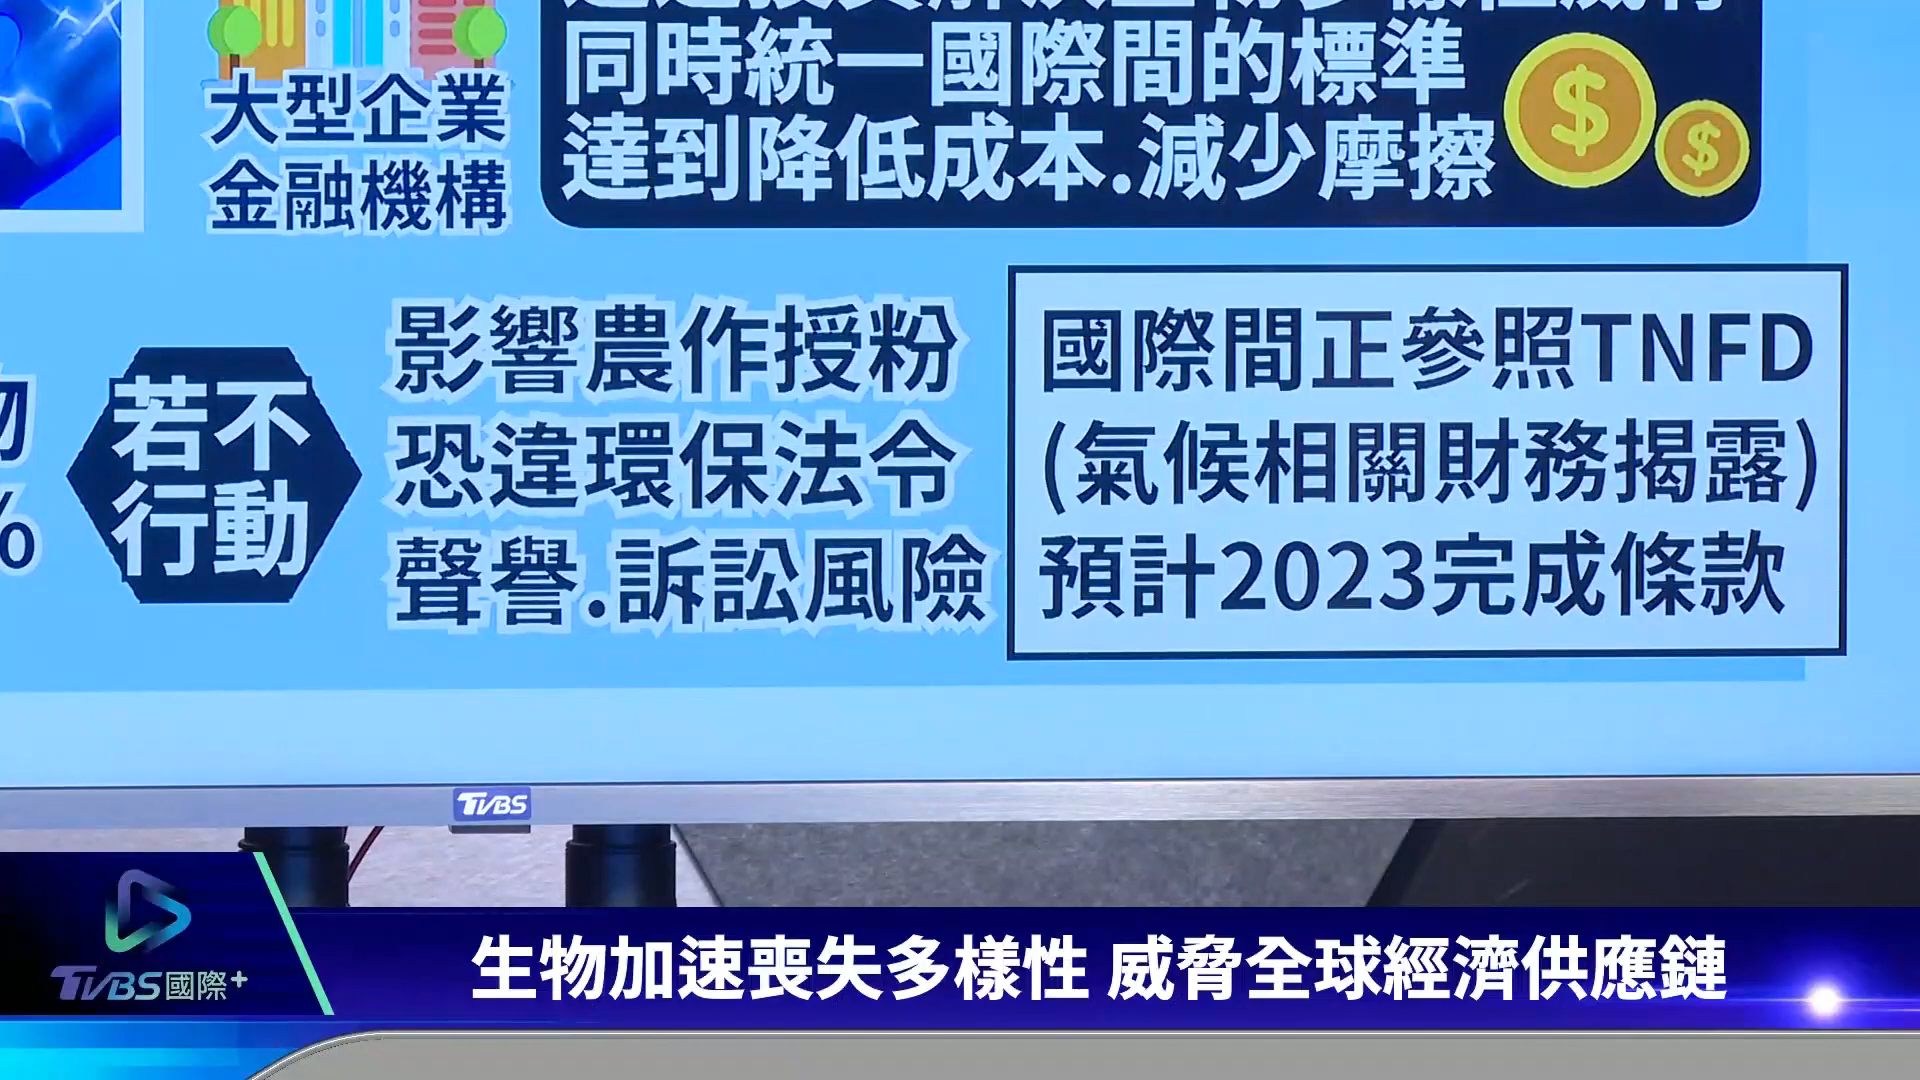 同時統一國際間的標準
達到降低成本.減少摩擦
$
$
大型企業
金融機構
若不
行動
影響農作授粉
恐違環保法令
聲譽.訴訟風險
國際間正參照TNFD
(氣候相關財務揭露)
預計2023完成條款
TVBS
TVBS國際+
生物加速喪失多樣性 威脅全球經濟供應鏈